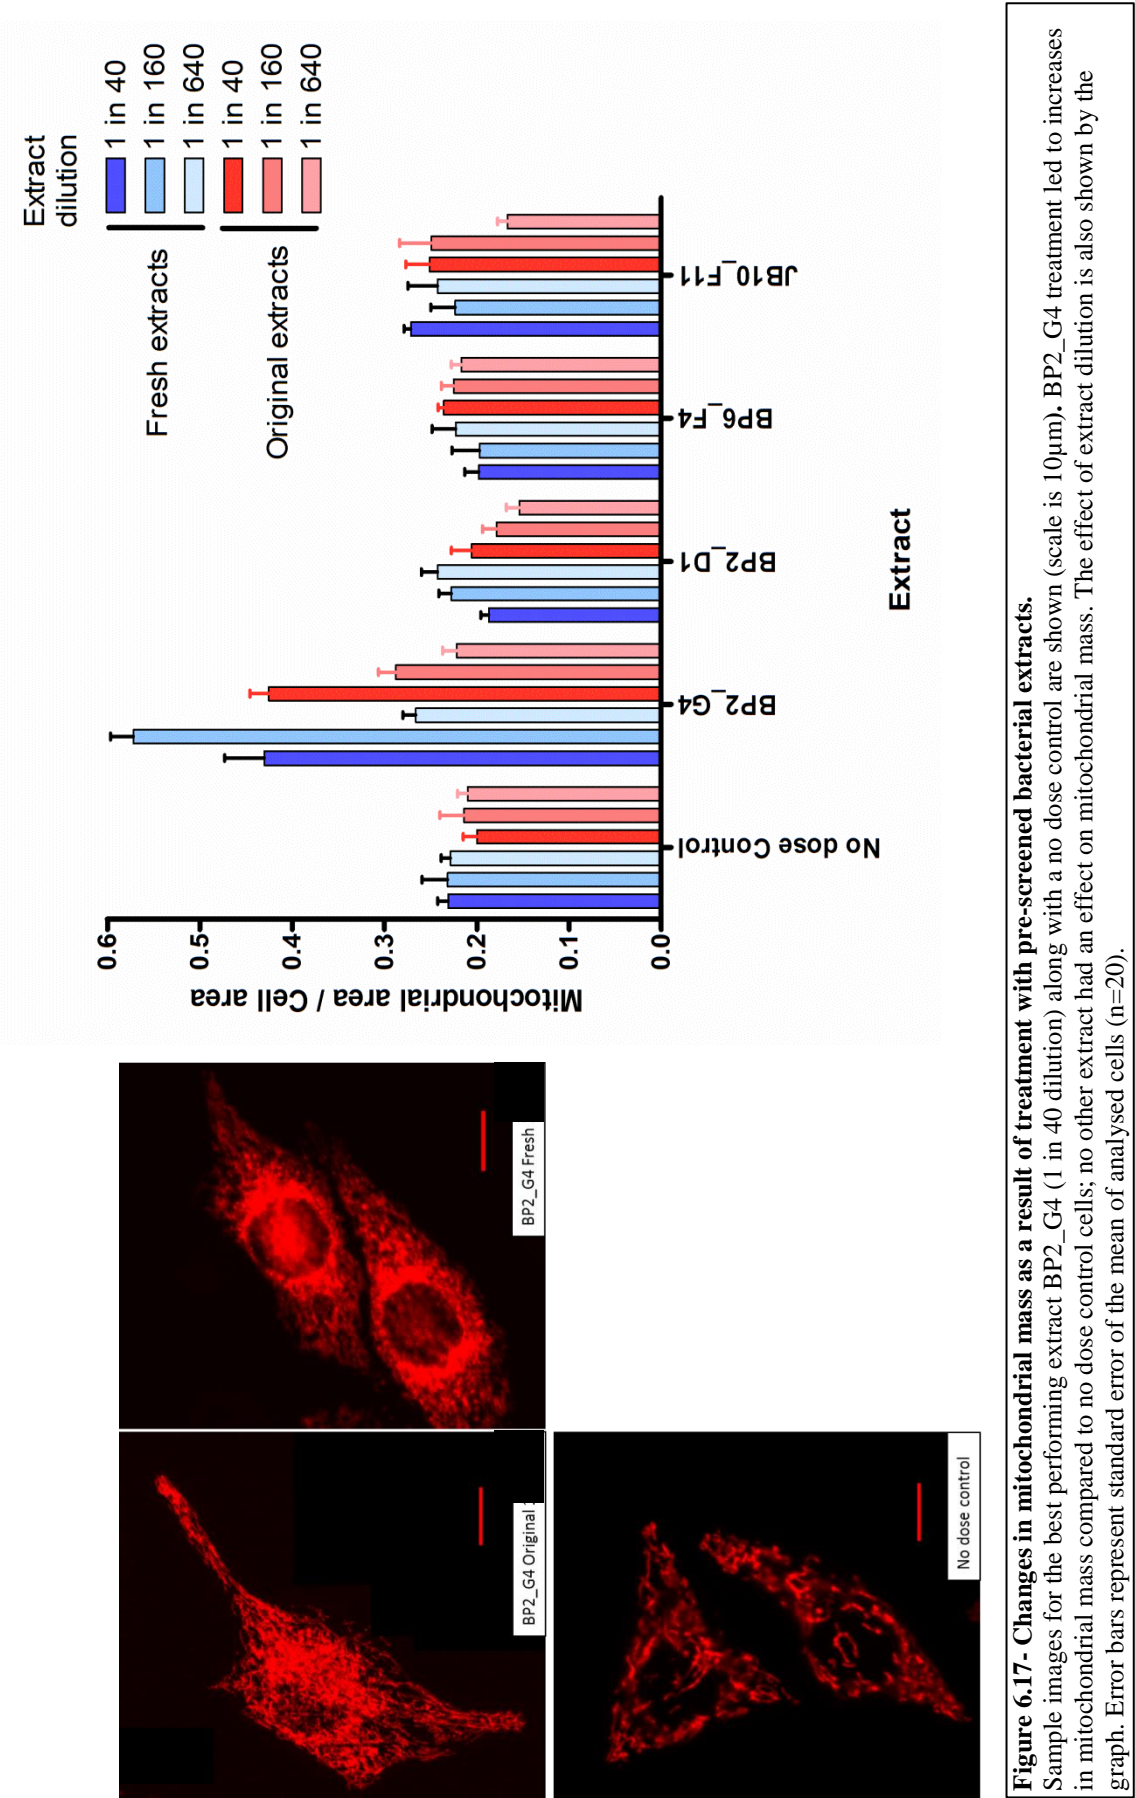 BP2_G4 Original
BP2_G4 Fresh
No dose control
Mitochondrial area / Cell area
0.6
0.5
0.4
0.3
0.2
0.1
0.0
No dose Control
BP2_G4
BP2_D1
BP6_F4
JB10_F11
Extract
Extract
dilution
Fresh extracts
1 in 40
1 in 160
1 in 640
Original extracts
1 in 40
1 in 160
1 in 640
Figure 6.17- Changes in mitochondrial mass as a result of treatment with pre-screened bacterial extracts.
Sample images for the best performing extract BP2_G4 (1 in 40 dilution) along with a no dose control are shown (scale is 10μm). BP2_G4 treatment led to increases
in mitochondrial mass compared to no dose control cells; no other extract had an effect on mitochondrial mass. The effect of extract dilution is also shown by the
graph. Error bars represent standard error of the mean of analysed cells (n=20).